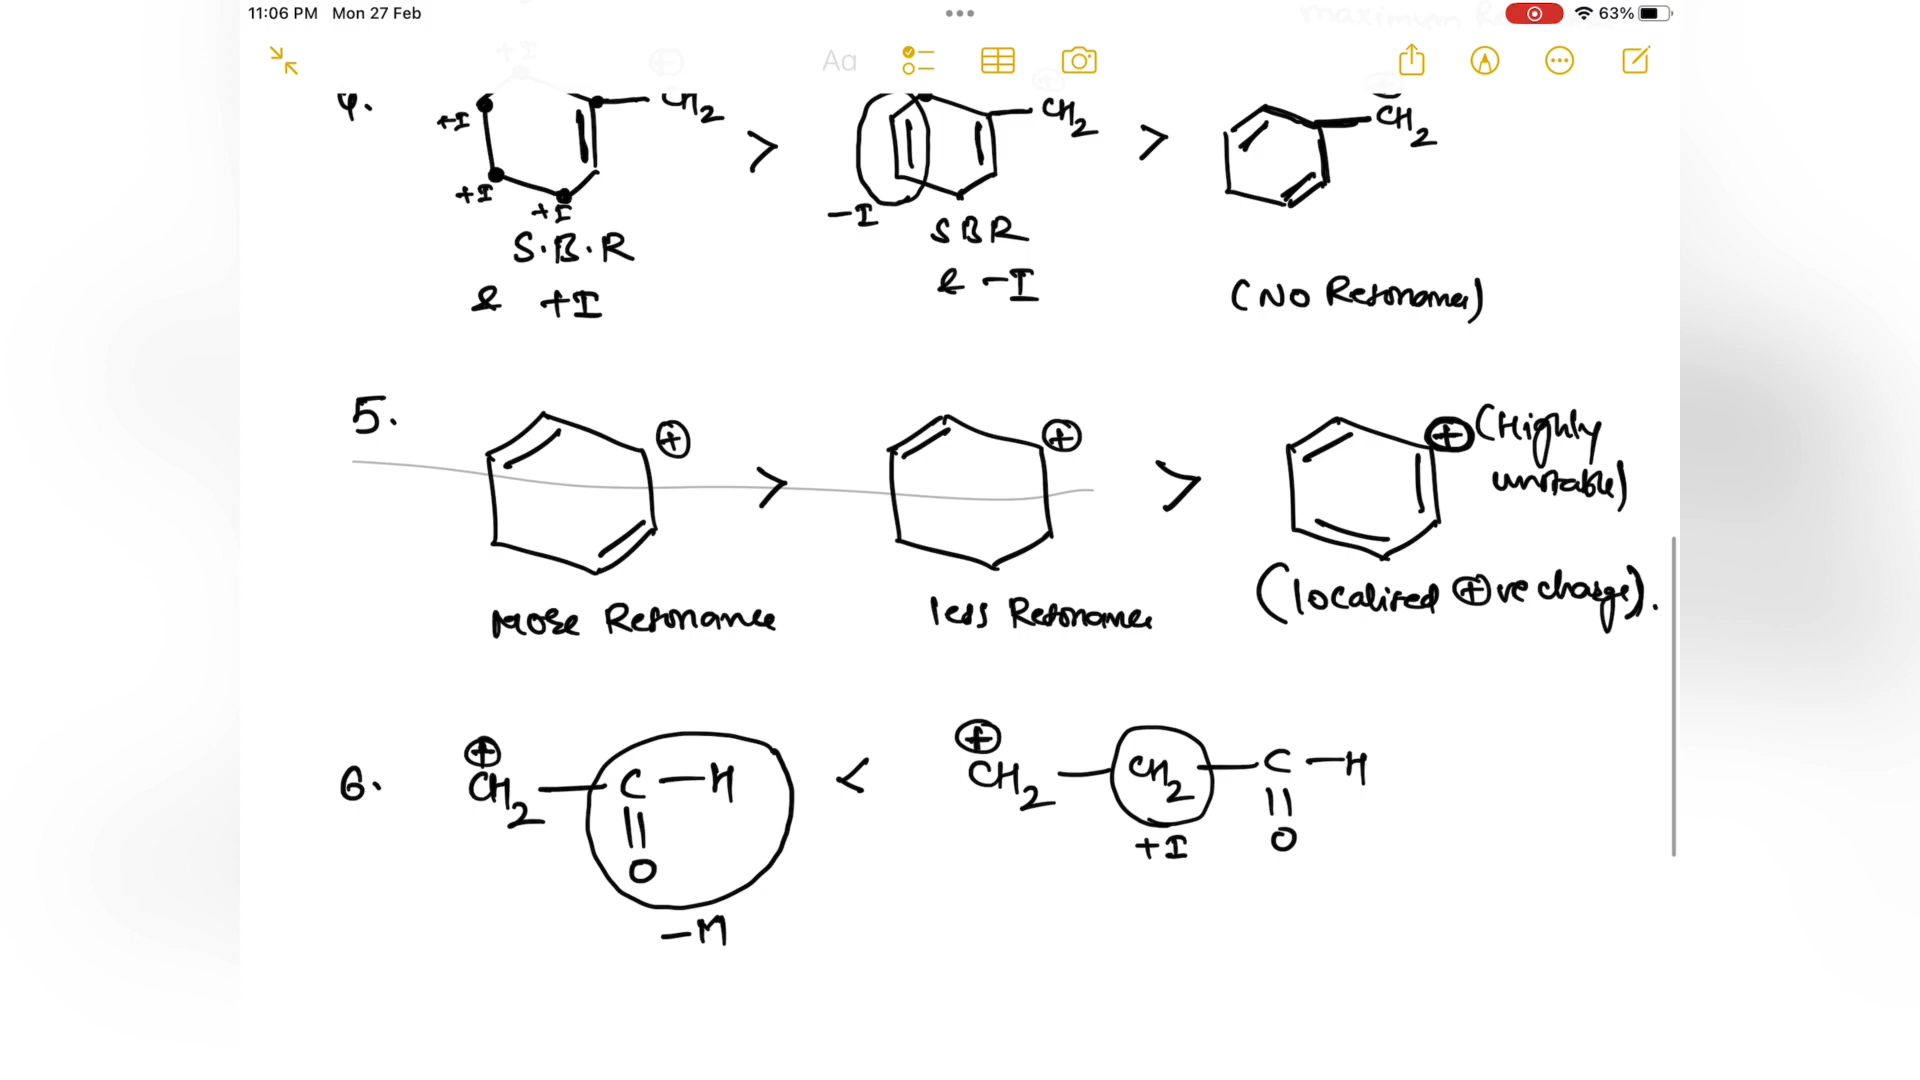 11:06 PM Mon 27 Feb
63%
Aa
4.
+I
+I
+I
CH2
>
-I
CH2
>
⊕
CH2
S.B.R
& +I
SBR
& -I
(No Resonance)
5.
⊕
>
⊕
>
⊕ (Highly
unstable)
More Resonance
less Resonance
(localised ⊕ve charge).
6.
⊕
CH2 — C — H
||
O
-M
<
⊕
CH2 — CH2 — C — H
||
O
+I